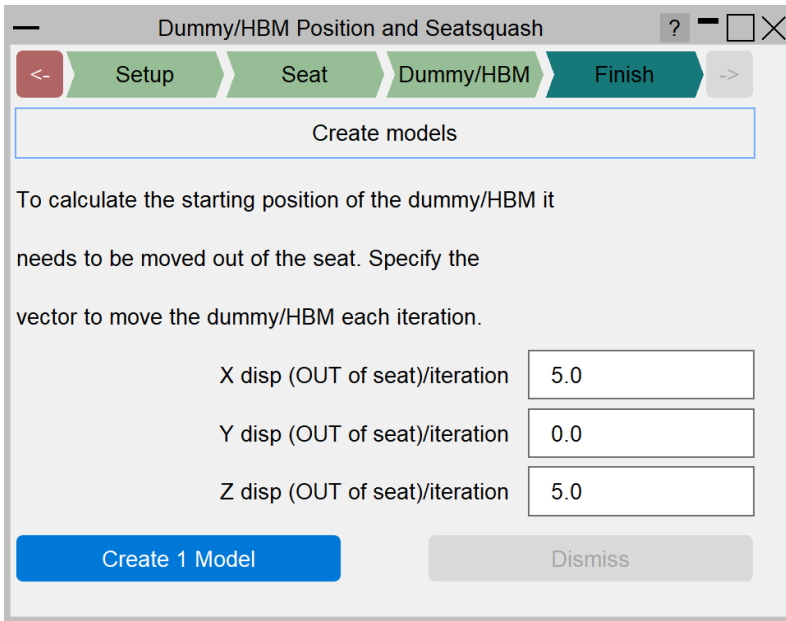 Dummy/HBM Position and Seatsquash ?
<- Setup Seat Dummy/HBM Finish ->
Create models
To calculate the starting position of the dummy/HBM it
needs to be moved out of the seat. Specify the
vector to move the dummy/HBM each iteration.
X disp (OUT of seat)/iteration 5.0
Y disp (OUT of seat)/iteration 0.0
Z disp (OUT of seat)/iteration 5.0
Create 1 Model Dismiss